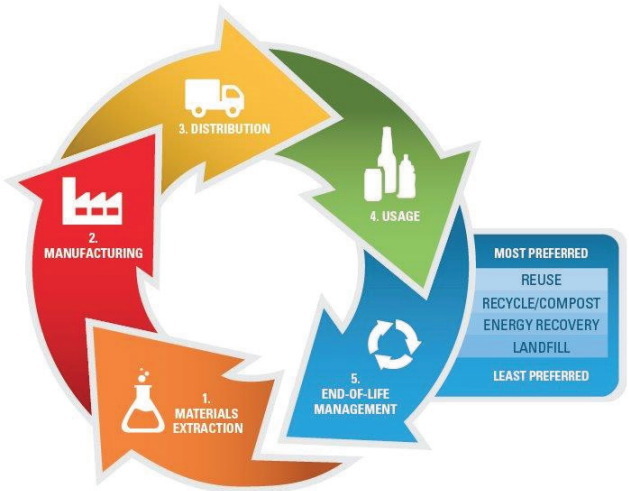 1.
MATERIALS
EXTRACTION
2.
MANUFACTURING
3. DISTRIBUTION
4. USAGE
5.
END-OF-LIFE
MANAGEMENT
MOST PREFERRED
REUSE
RECYCLE/COMPOST
ENERGY RECOVERY
LANDFILL
LEAST PREFERRED